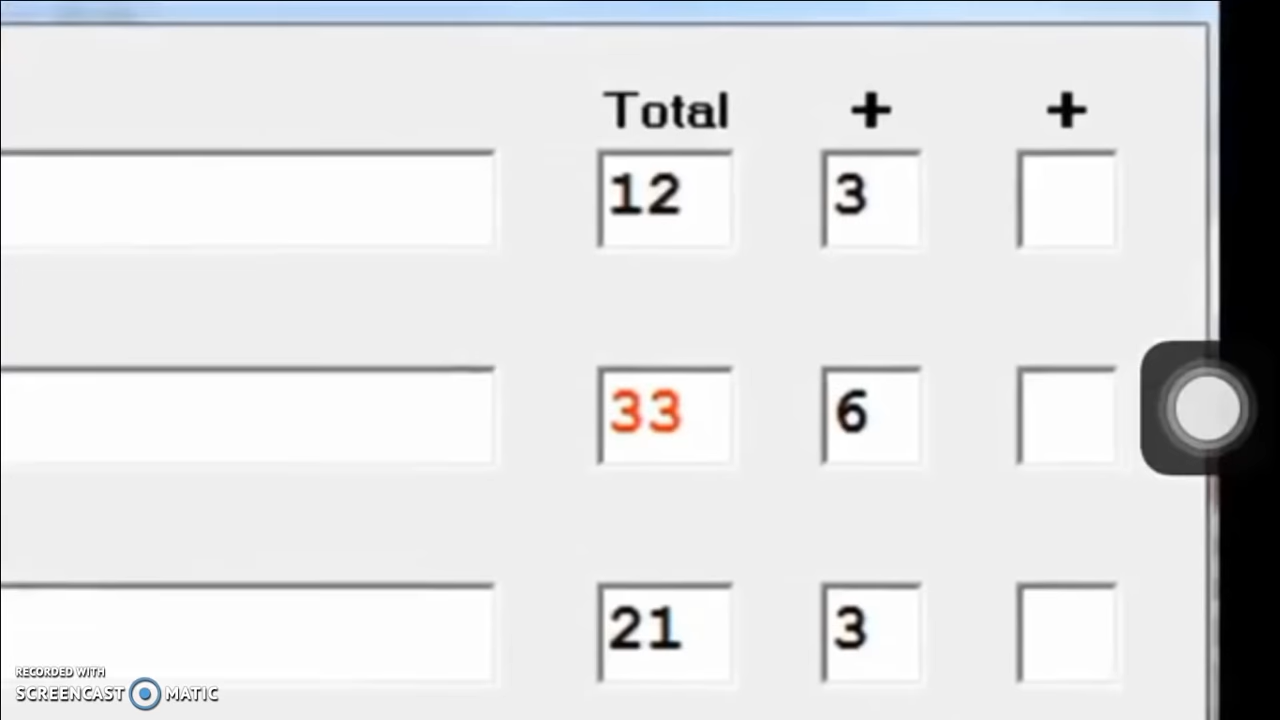 Total + +
12 3
33 6
21 3
RECORDED WITH
SCREENCAST MATIC